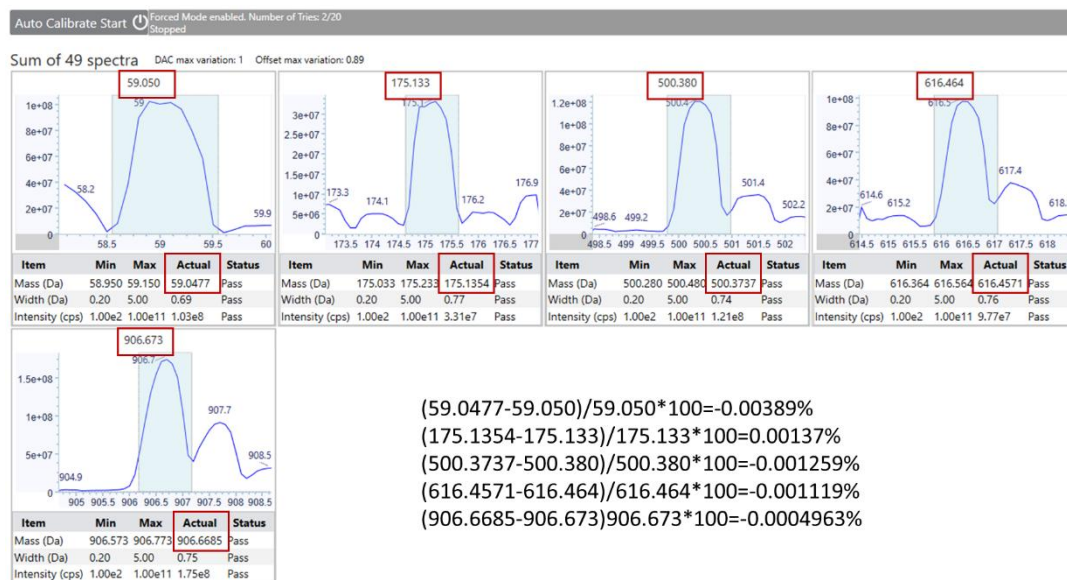 Auto Calibrate Start Forced Mode enabled. Number of Tries: 2/20
Stopped
Sum of 49 spectra DAC max variation: 1 Offset max variation: 0.89
59.050
1e+08
8e+07
6e+07
4e+07
2e+07
0
59
58.2
59.9
58.5 59 59.5 60
Item Min Max Actual Status
Mass (Da) 58.950 59.150 59.0477 Pass
Width (Da) 0.20 5.00 0.69 Pass
Intensity (cps) 1.00e2 1.00e11 1.03e8 Pass
175.133
3e+07
2.5e+07
2e+07
1.5e+07
1e+07
5e+06
0
175.1
173.3
174.1
176.2
176.9
173.5 174 174.5 175 175.5 176 176.5 177
Item Min Max Actual Status
Mass (Da) 175.033 175.233 175.1354 Pass
Width (Da) 0.20 5.00 0.77 Pass
Intensity (cps) 1.00e2 1.00e11 3.31e7 Pass
500.380
1.2e+08
1e+08
8e+07
6e+07
4e+07
2e+07
0
500.4
498.6
499.2
501.4
502.2
498.5 499 499.5 500 500.5 501 501.5 502
Item Min Max Actual Status
Mass (Da) 500.280 500.480 500.3737 Pass
Width (Da) 0.20 5.00 0.74 Pass
Intensity (cps) 1.00e2 1.00e11 1.21e8 Pass
616.464
1e+08
8e+07
6e+07
4e+07
2e+07
0
616.5
614.6
615.2
617.4
618.
614.5 615 615.5 616 616.5 617 617.5 618
Item Min Max Actual Status
Mass (Da) 616.364 616.564 616.4571 Pass
Width (Da) 0.20 5.00 0.76 Pass
Intensity (cps) 1.00e2 1.00e11 9.77e7 Pass
906.673
1.5e+08
1e+08
5e+07
0
906.7
904.9
907.7
908.5
905 905.5 906 906.5 907 907.5 908 908.5
Item Min Max Actual Status
Mass (Da) 906.573 906.773 906.6685 Pass
Width (Da) 0.20 5.00 0.75 Pass
Intensity (cps) 1.00e2 1.00e11 1.75e8 Pass
(59.0477-59.050)/59.050*100=-0.00389%
(175.1354-175.133)/175.133*100=0.00137%
(500.3737-500.380)/500.380*100=-0.001259%
(616.4571-616.464)/616.464*100=-0.001119%
(906.6685-906.673)906.673*100=-0.0004963%